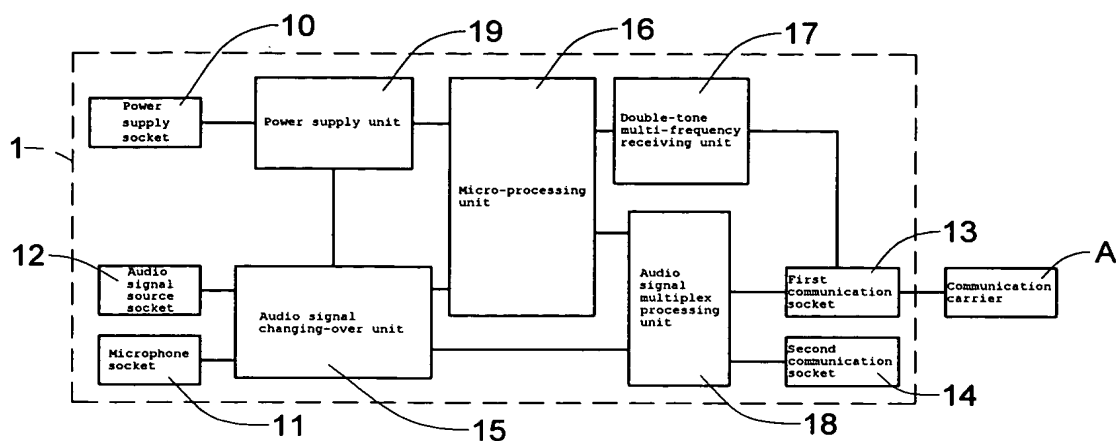 10
19
16
17
Power
supply
socket
Power supply unit
Double-tone
multi-frequency
receiving unit
1
Micro-processing
unit
12
13
A
Audio
signal
source
socket
Audio signal
changing-over unit
Audio
signal
multiplex
processing
unit
First
communication
socket
Communication
carrier
Microphone
socket
Second
communication
socket
11
15
18
14